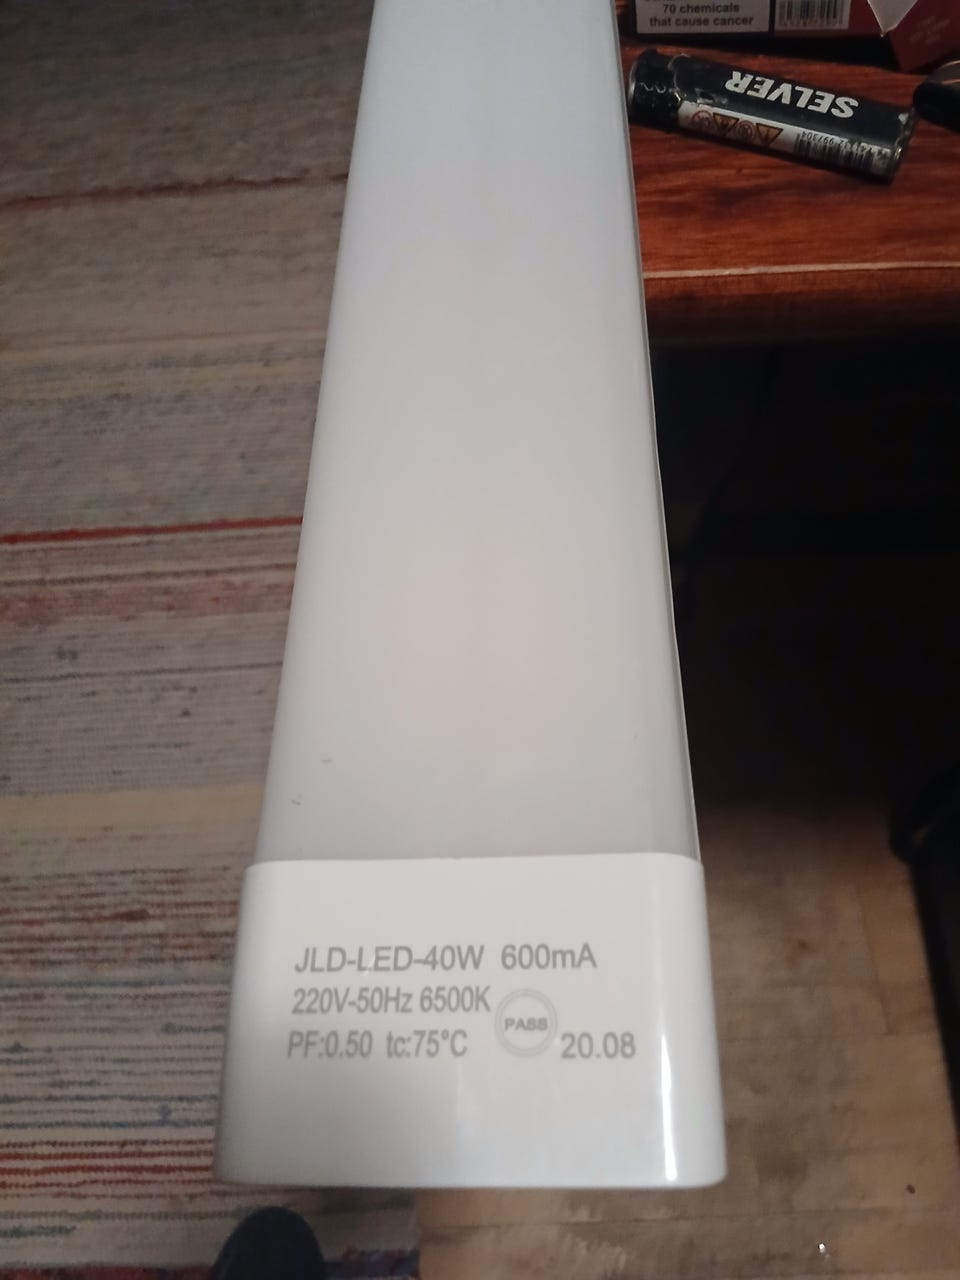 70 chemicals
that cause cancer
SELVER
JLD-LED-40W 600mA
220V-50Hz 6500K
PASS
PF:0.50 tc:75°C
20.08